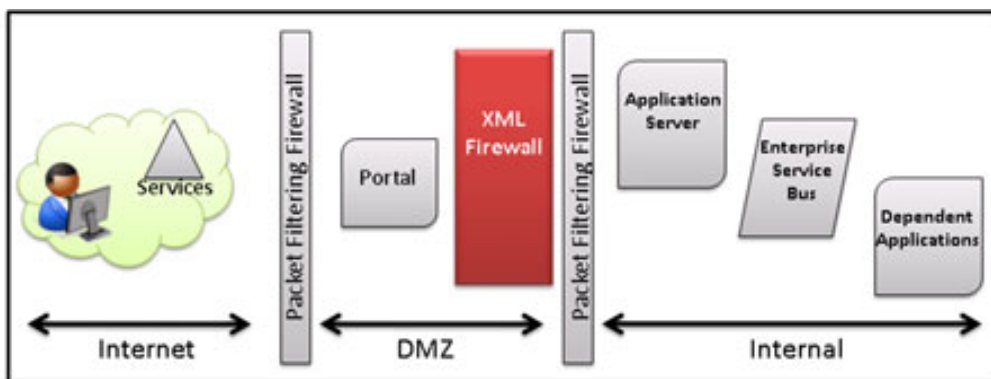 Services
Packet Filtering Firewall
Portal
XML
Firewall
Packet Filtering Firewall
Application
Server
Enterprise
Service
Bus
Dependent
Applications
Internet
DMZ
Internal